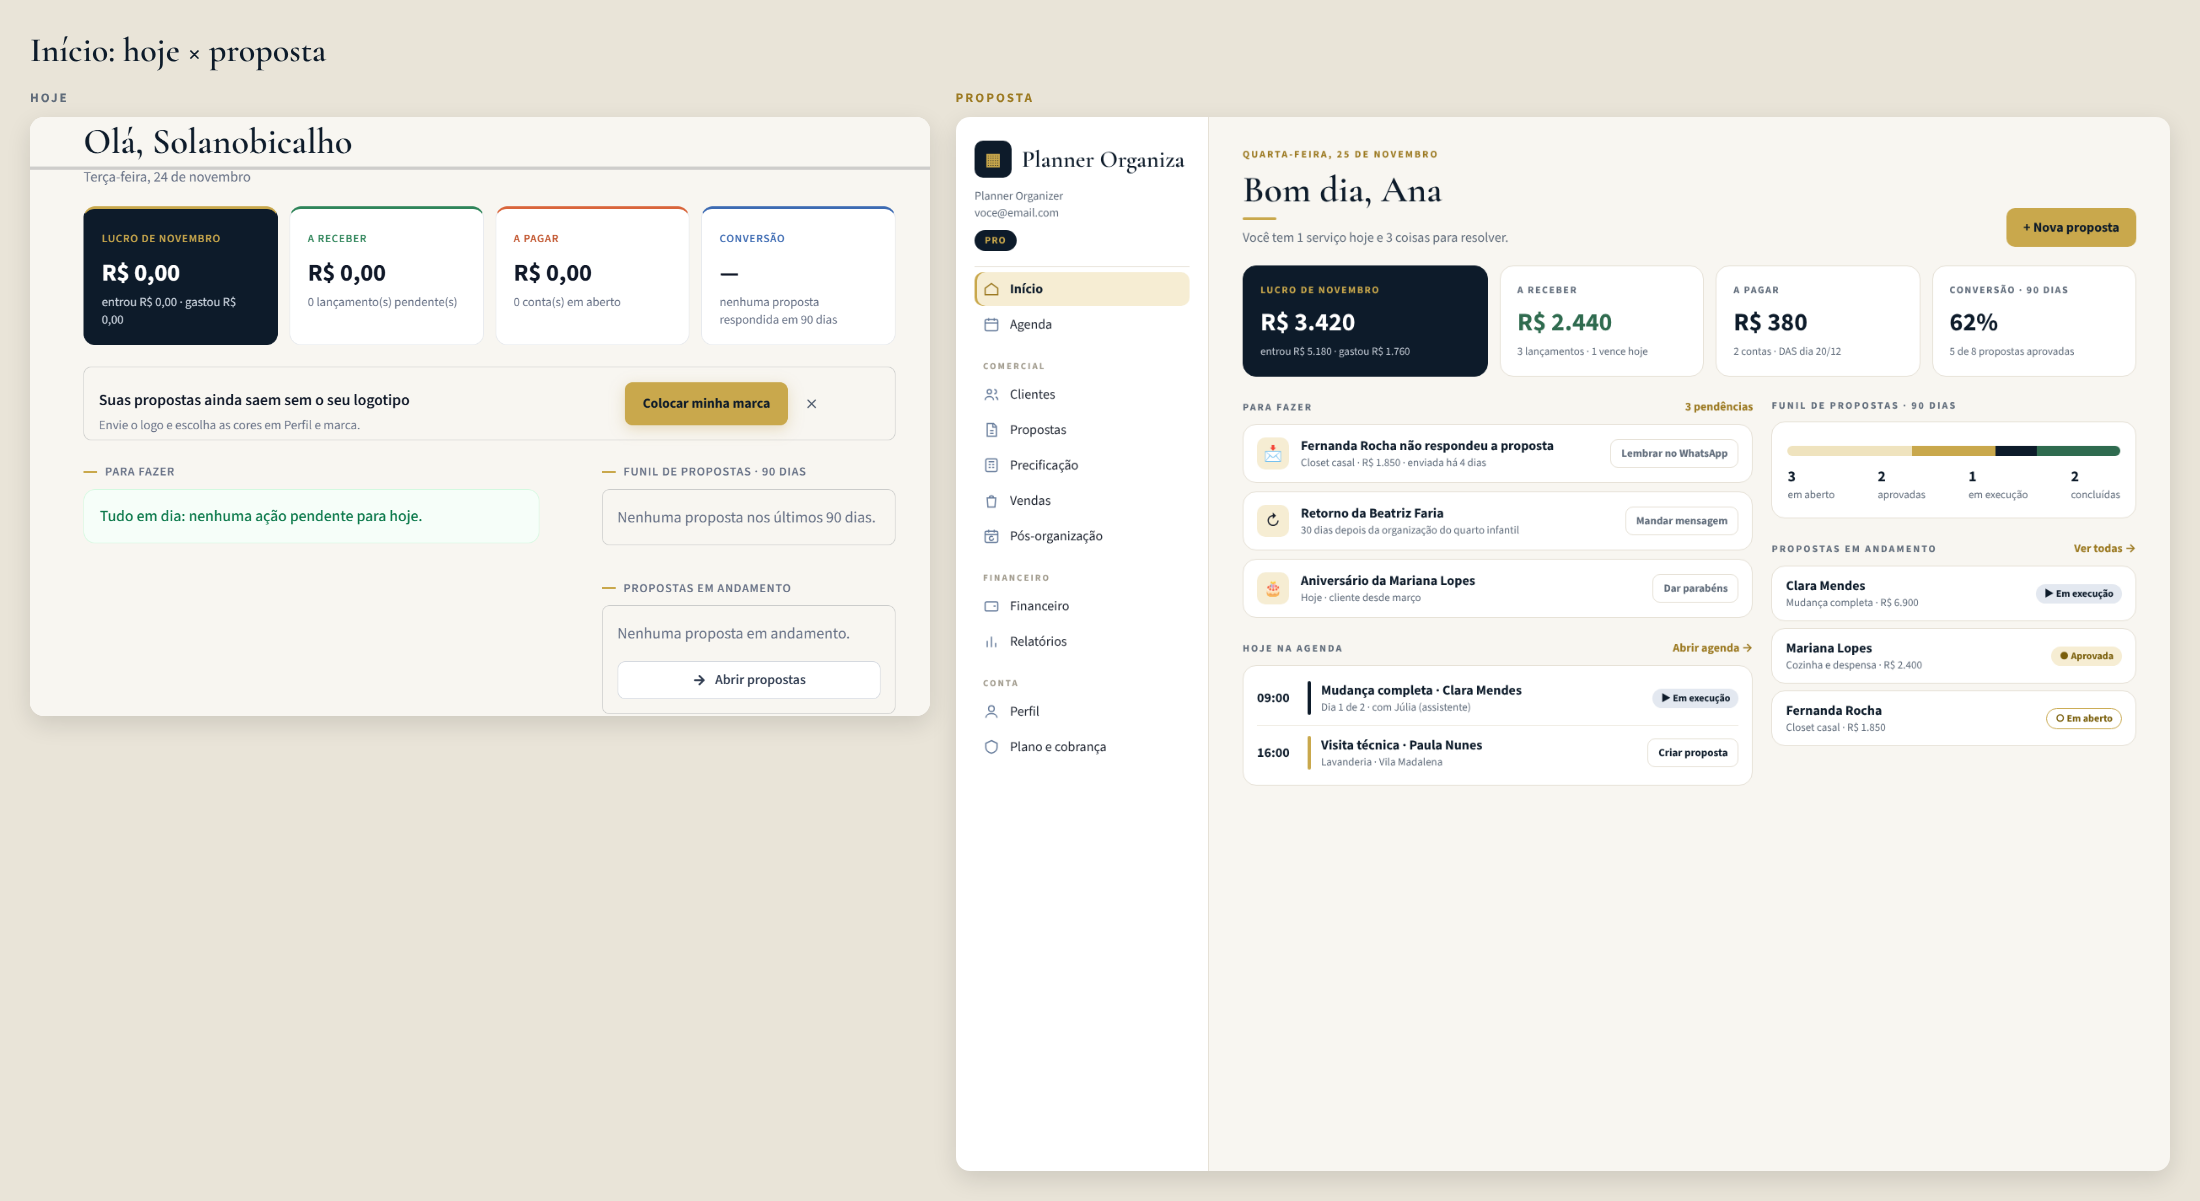 Início: hoje × proposta
HOJE
Olá, Solanobicalho
Terça-feira, 24 de novembro
LUCRO DE NOVEMBRO
R$ 0,00
entrou R$ 0,00 · gastou R$
0,00
A RECEBER
R$ 0,00
0 lançamento(s) pendente(s)
A PAGAR
R$ 0,00
0 conta(s) em aberto
CONVERSÃO
—
nenhuma proposta
respondida em 90 dias
Suas propostas ainda saem sem o seu logotipo
Envie o logo e escolha as cores em Perfil e marca.
Colocar minha marca
×
PARA FAZER
Tudo em dia: nenhuma ação pendente para hoje.
FUNIL DE PROPOSTAS · 90 DIAS
Nenhuma proposta nos últimos 90 dias.
PROPOSTAS EM ANDAMENTO
Nenhuma proposta em andamento.
→ Abrir propostas
PROPOSTA
Planner Organiza
Planner Organizer
voce@email.com
PRO
Início
Agenda
COMERCIAL
Clientes
Propostas
Precificação
Vendas
Pós-organização
FINANCEIRO
Financeiro
Relatórios
CONTA
Perfil
Plano e cobrança
QUARTA-FEIRA, 25 DE NOVEMBRO
Bom dia, Ana
Você tem 1 serviço hoje e 3 coisas para resolver.
+ Nova proposta
LUCRO DE NOVEMBRO
R$ 3.420
entrou R$ 5.180 · gastou R$ 1.760
A RECEBER
R$ 2.440
3 lançamentos · 1 vence hoje
A PAGAR
R$ 380
2 contas · DAS dia 20/12
CONVERSÃO · 90 DIAS
62%
5 de 8 propostas aprovadas
PARA FAZER
3 pendências
Fernanda Rocha não respondeu a proposta
Closet casal · R$ 1.850 · enviada há 4 dias
Lembrar no WhatsApp
Retorno da Beatriz Faria
30 dias depois da organização do quarto infantil
Mandar mensagem
Aniversário da Mariana Lopes
Hoje · cliente desde março
Dar parabéns
HOJE NA AGENDA
Abrir agenda →
09:00
Mudança completa · Clara Mendes
Dia 1 de 2 · com Júlia (assistente)
▶ Em execução
16:00
Visita técnica · Paula Nunes
Lavanderia · Vila Madalena
Criar proposta
FUNIL DE PROPOSTAS · 90 DIAS
3
em aberto
2
aprovadas
1
em execução
2
concluídas
PROPOSTAS EM ANDAMENTO
Ver todas →
Clara Mendes
Mudança completa · R$ 6.900
▶ Em execução
Mariana Lopes
Cozinha e despensa · R$ 2.400
● Aprovada
Fernanda Rocha
Closet casal · R$ 1.850
○ Em aberto